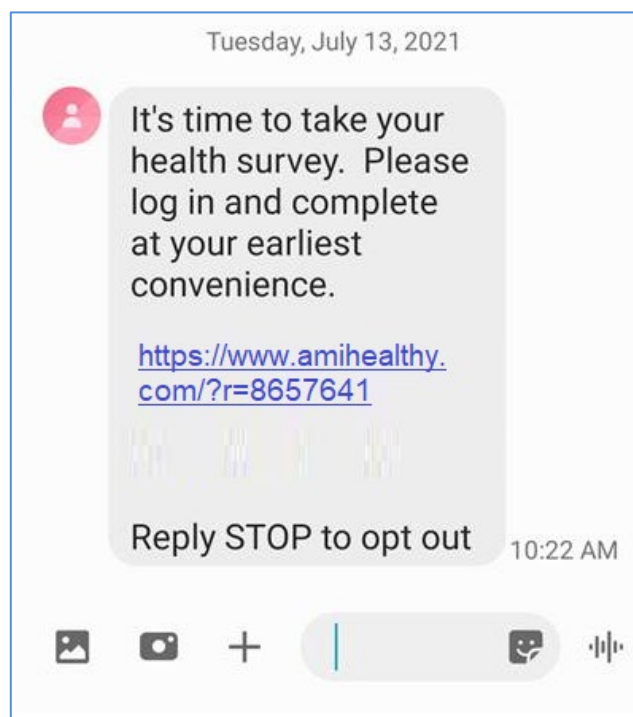 Tuesday, July 13, 2021
It's time to take your
health survey.  Please
log in and complete
at your earliest
convenience.
https://www.amihealthy.
com/?r=8657641
Reply STOP to opt out
10:22 AM